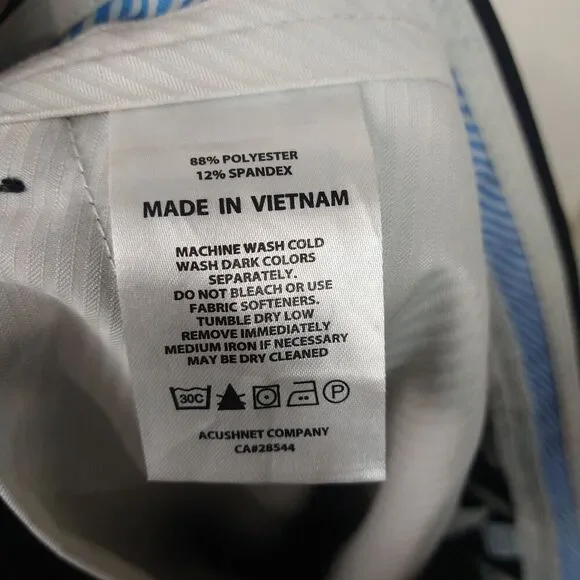 88% POLYESTER
12% SPANDEX
MADE IN VIETNAM
MACHINE WASH COLD
WASH DARK COLORS
SEPARATELY.
DO NOT BLEACH OR USE
FABRIC SOFTENERS.
TUMBLE DRY LOW
REMOVE IMMEDIATELY
MEDIUM IRON IF NECESSARY
MAY BE DRY CLEANED
30C P
ACUSHNET COMPANY
CA#28544